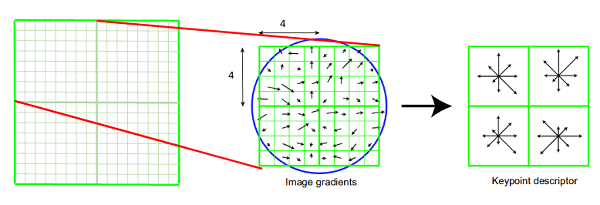 4
4
Image gradients
Keypoint descriptor